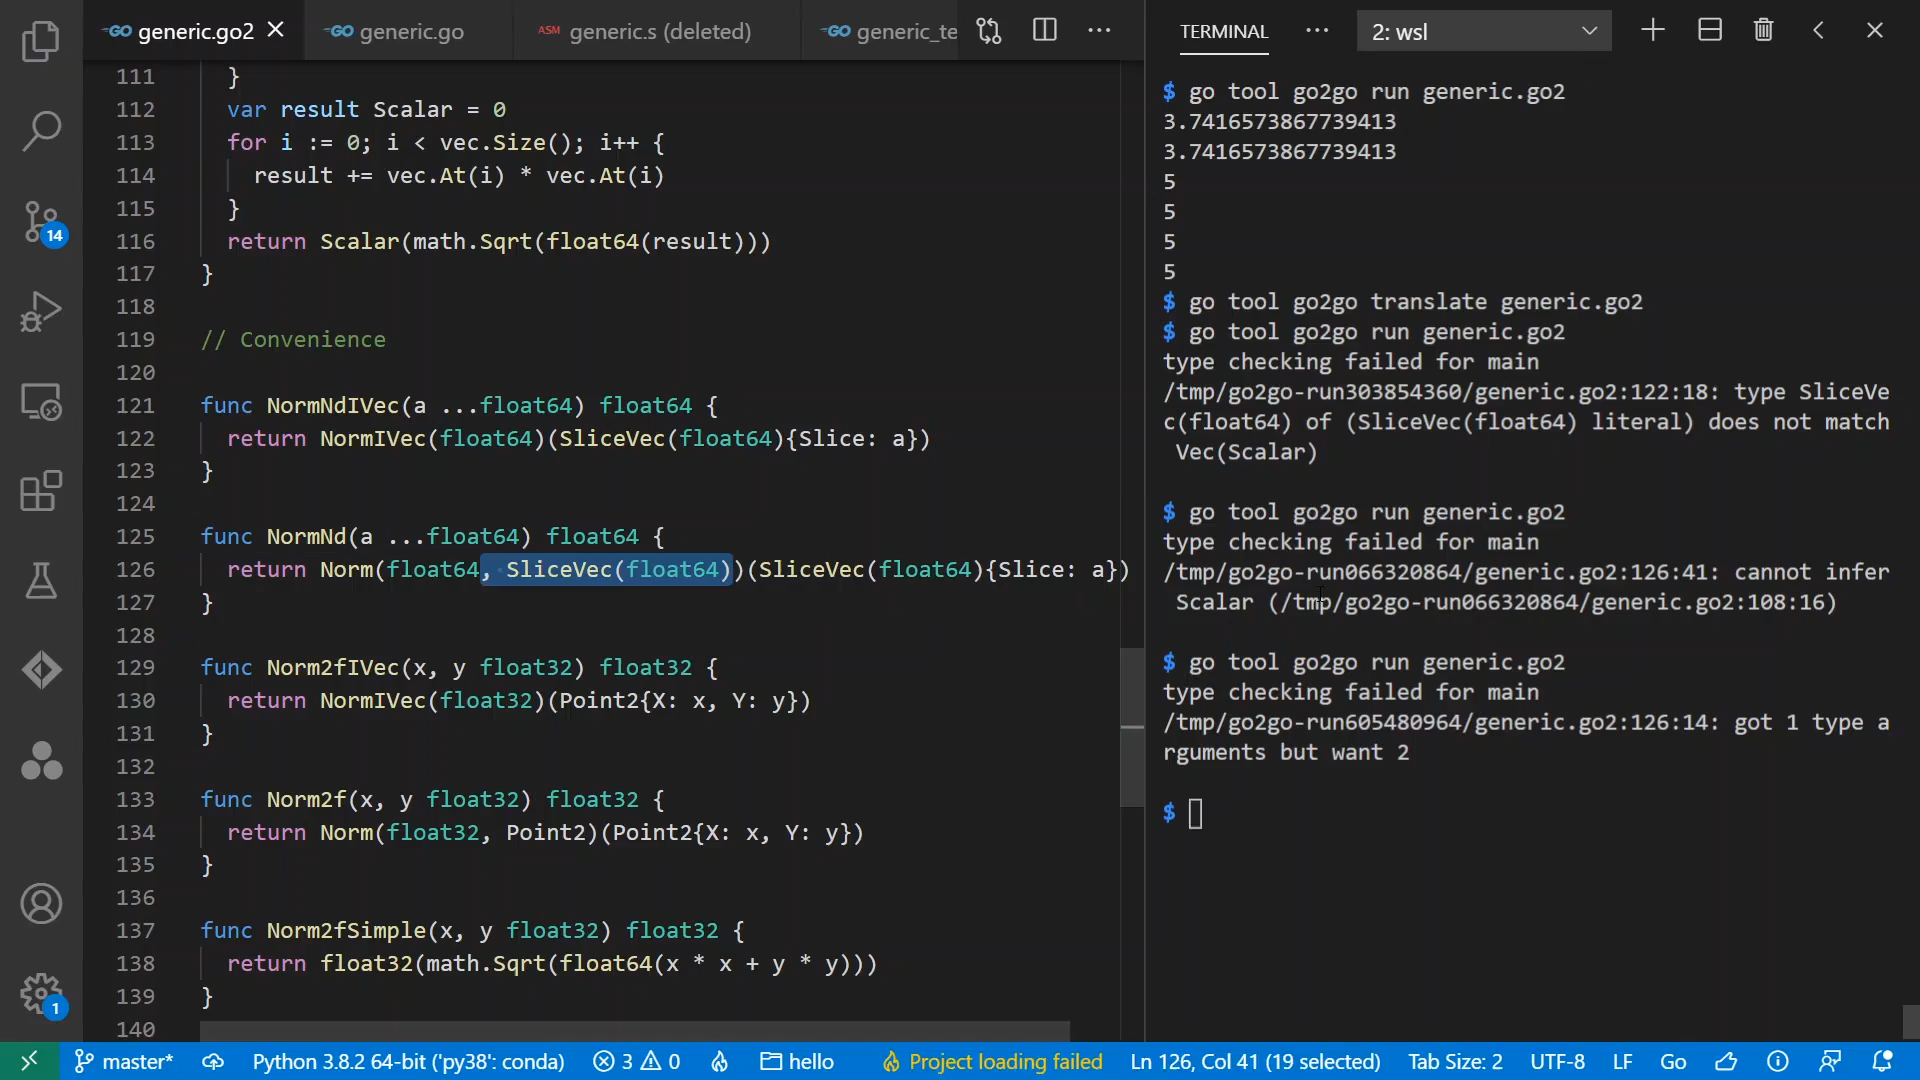 GO generic.go2
GO generic.go
ASM generic.s (deleted)
GO generic_te
TERMINAL
2: wsl
14
1
111 }
112 var result Scalar = 0
113 for i := 0; i < vec.Size(); i++ {
114 result += vec.At(i) * vec.At(i)
115 }
116 return Scalar(math.Sqrt(float64(result)))
117 }
118
119 // Convenience
120
121 func NormNdIVec(a ...float64) float64 {
122 return NormIVec(float64)(SliceVec(float64){Slice: a})
123 }
124
125 func NormNd(a ...float64) float64 {
126 return Norm(float64, SliceVec(float64))(SliceVec(float64){Slice: a})
127 }
128
129 func Norm2fIVec(x, y float32) float32 {
130 return NormIVec(float32)(Point2{X: x, Y: y})
131 }
132
133 func Norm2f(x, y float32) float32 {
134 return Norm(float32, Point2)(Point2{X: x, Y: y})
135 }
136
137 func Norm2fSimple(x, y float32) float32 {
138 return float32(math.Sqrt(float64(x * x + y * y)))
139 }
140
$ go tool go2go run generic.go2
3.7416573867739413
3.7416573867739413
5
5
5
5
$ go tool go2go translate generic.go2
$ go tool go2go run generic.go2
type checking failed for main
/tmp/go2go-run303854360/generic.go2:122:18: type SliceVe
c(float64) of (SliceVec(float64) literal) does not match
Vec(Scalar)
$ go tool go2go run generic.go2
type checking failed for main
/tmp/go2go-run066320864/generic.go2:126:41: cannot infer
Scalar (/tmp/go2go-run066320864/generic.go2:108:16)
$ go tool go2go run generic.go2
type checking failed for main
/tmp/go2go-run605480964/generic.go2:126:14: got 1 type a
rguments but want 2
$
master* Python 3.8.2 64-bit ('py38': conda) 3 0 hello Project loading failed Ln 126, Col 41 (19 selected) Tab Size: 2 UTF-8 LF Go